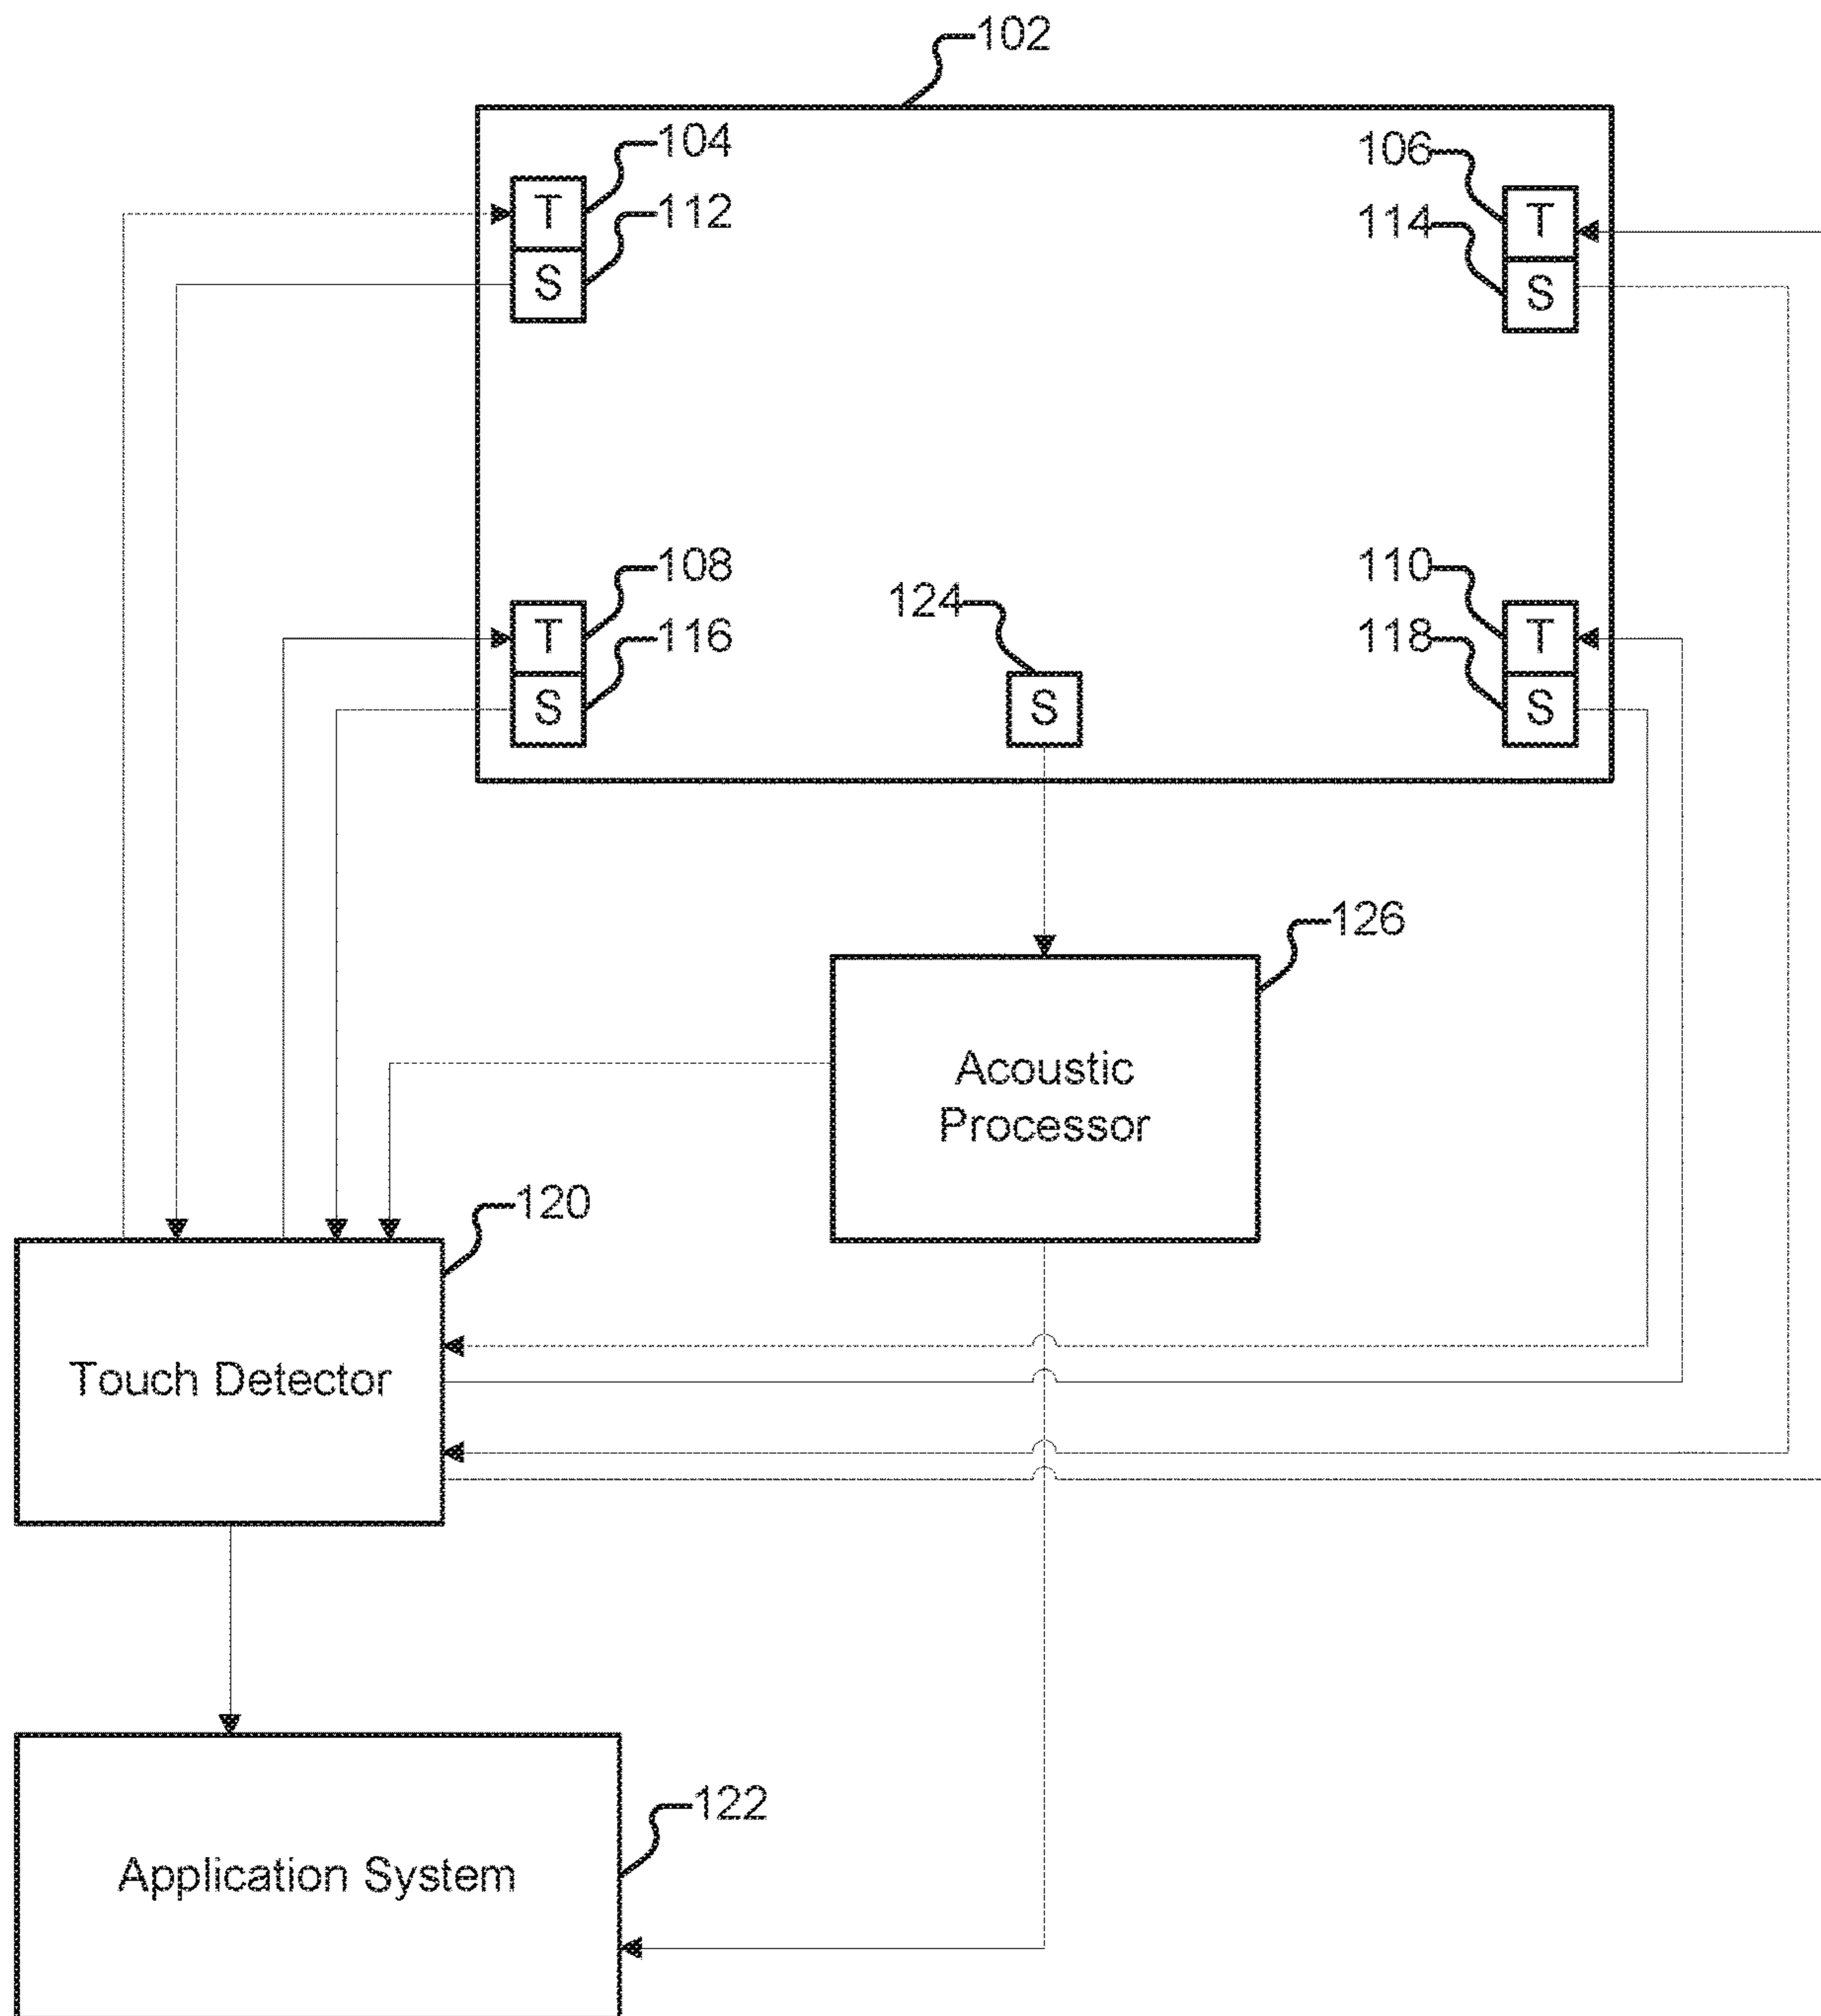 102
104
106
T
T
112
114
S
S
108
110
T
124
T
116
118
S
S
S
126
Acoustic
Processor
120
Touch Detector
122
Application System